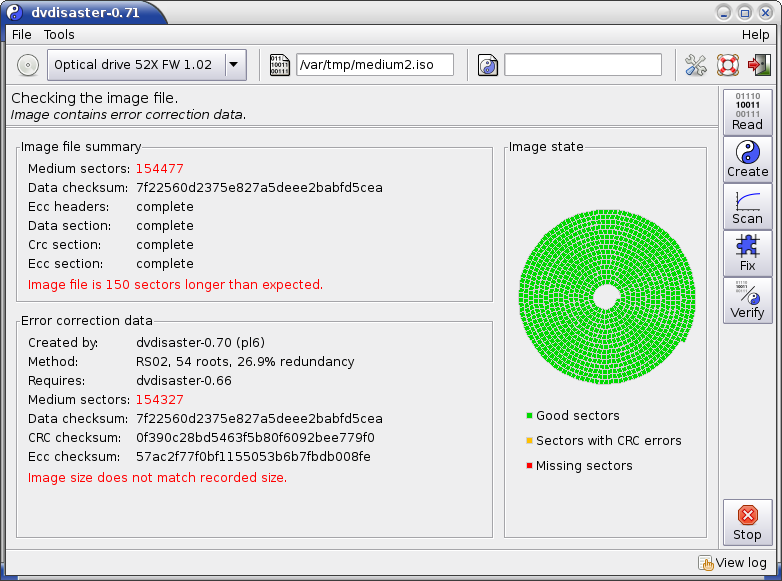 dvdisaster-0.71
File Tools Help
Optical drive 52X FW 1.02 /var/tmp/medium2.iso
Checking the image file.
Image contains error correction data.
Image file summary
Medium sectors: 154477
Data checksum: 7f22560d2375e827a5deee2babfd5cea
Ecc headers: complete
Data section: complete
Crc section: complete
Ecc section: complete
Image file is 150 sectors longer than expected.
Error correction data
Created by: dvdisaster-0.70 (pl6)
Method: RS02, 54 roots, 26.9% redundancy
Requires: dvdisaster-0.66
Medium sectors: 154327
Data checksum: 7f22560d2375e827a5deee2babfd5cea
CRC checksum: 0f390c28bd5463f5b80f6092bee779f0
Ecc checksum: 57ac2f77f0bf1155053b6b7fbdb008fe
Image size does not match recorded size.
Image state
Good sectors
Sectors with CRC errors
Missing sectors
01110
10011
00111
Read
Create
Scan
Fix
Verify
Stop
View log